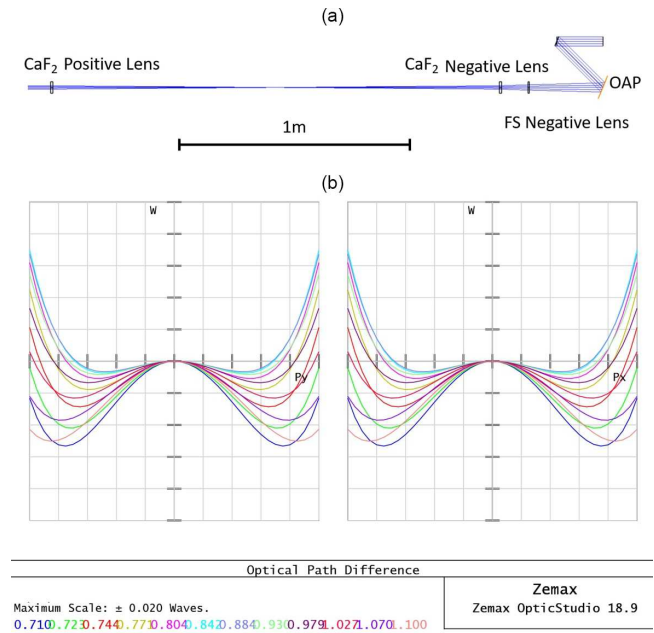 (a)
CaF₂ Positive Lens
CaF₂ Negative Lens
OAP
FS Negative Lens
1m
(b)
W
W
Py
Px
Optical Path Difference
Maximum Scale: ± 0.020 Waves.
0.710 0.723 0.744 0.771 0.804 0.842 0.884 0.930 0.979 1.027 1.070 1.100
Zemax
Zemax OpticStudio 18.9